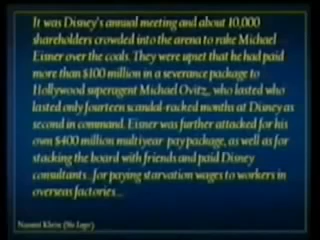 It was Disney's annual meeting and about 10,000
shareholders crowded into the arena to rake Michael
Eisner over the coals. They were upset that he had paid
more than $100 million in a severance package to
Hollywood superagent Michael Ovitz, who lasted who
lasted only fourteen scandal-racked months at Disney as
second in command. Eisner was further attacked for his
own $400 million multiyear pay package, as well as for
stacking the board with friends and paid Disney
consultants...for paying starvation wages to workers in
overseas factories...
Naomi Klein (No Logo)